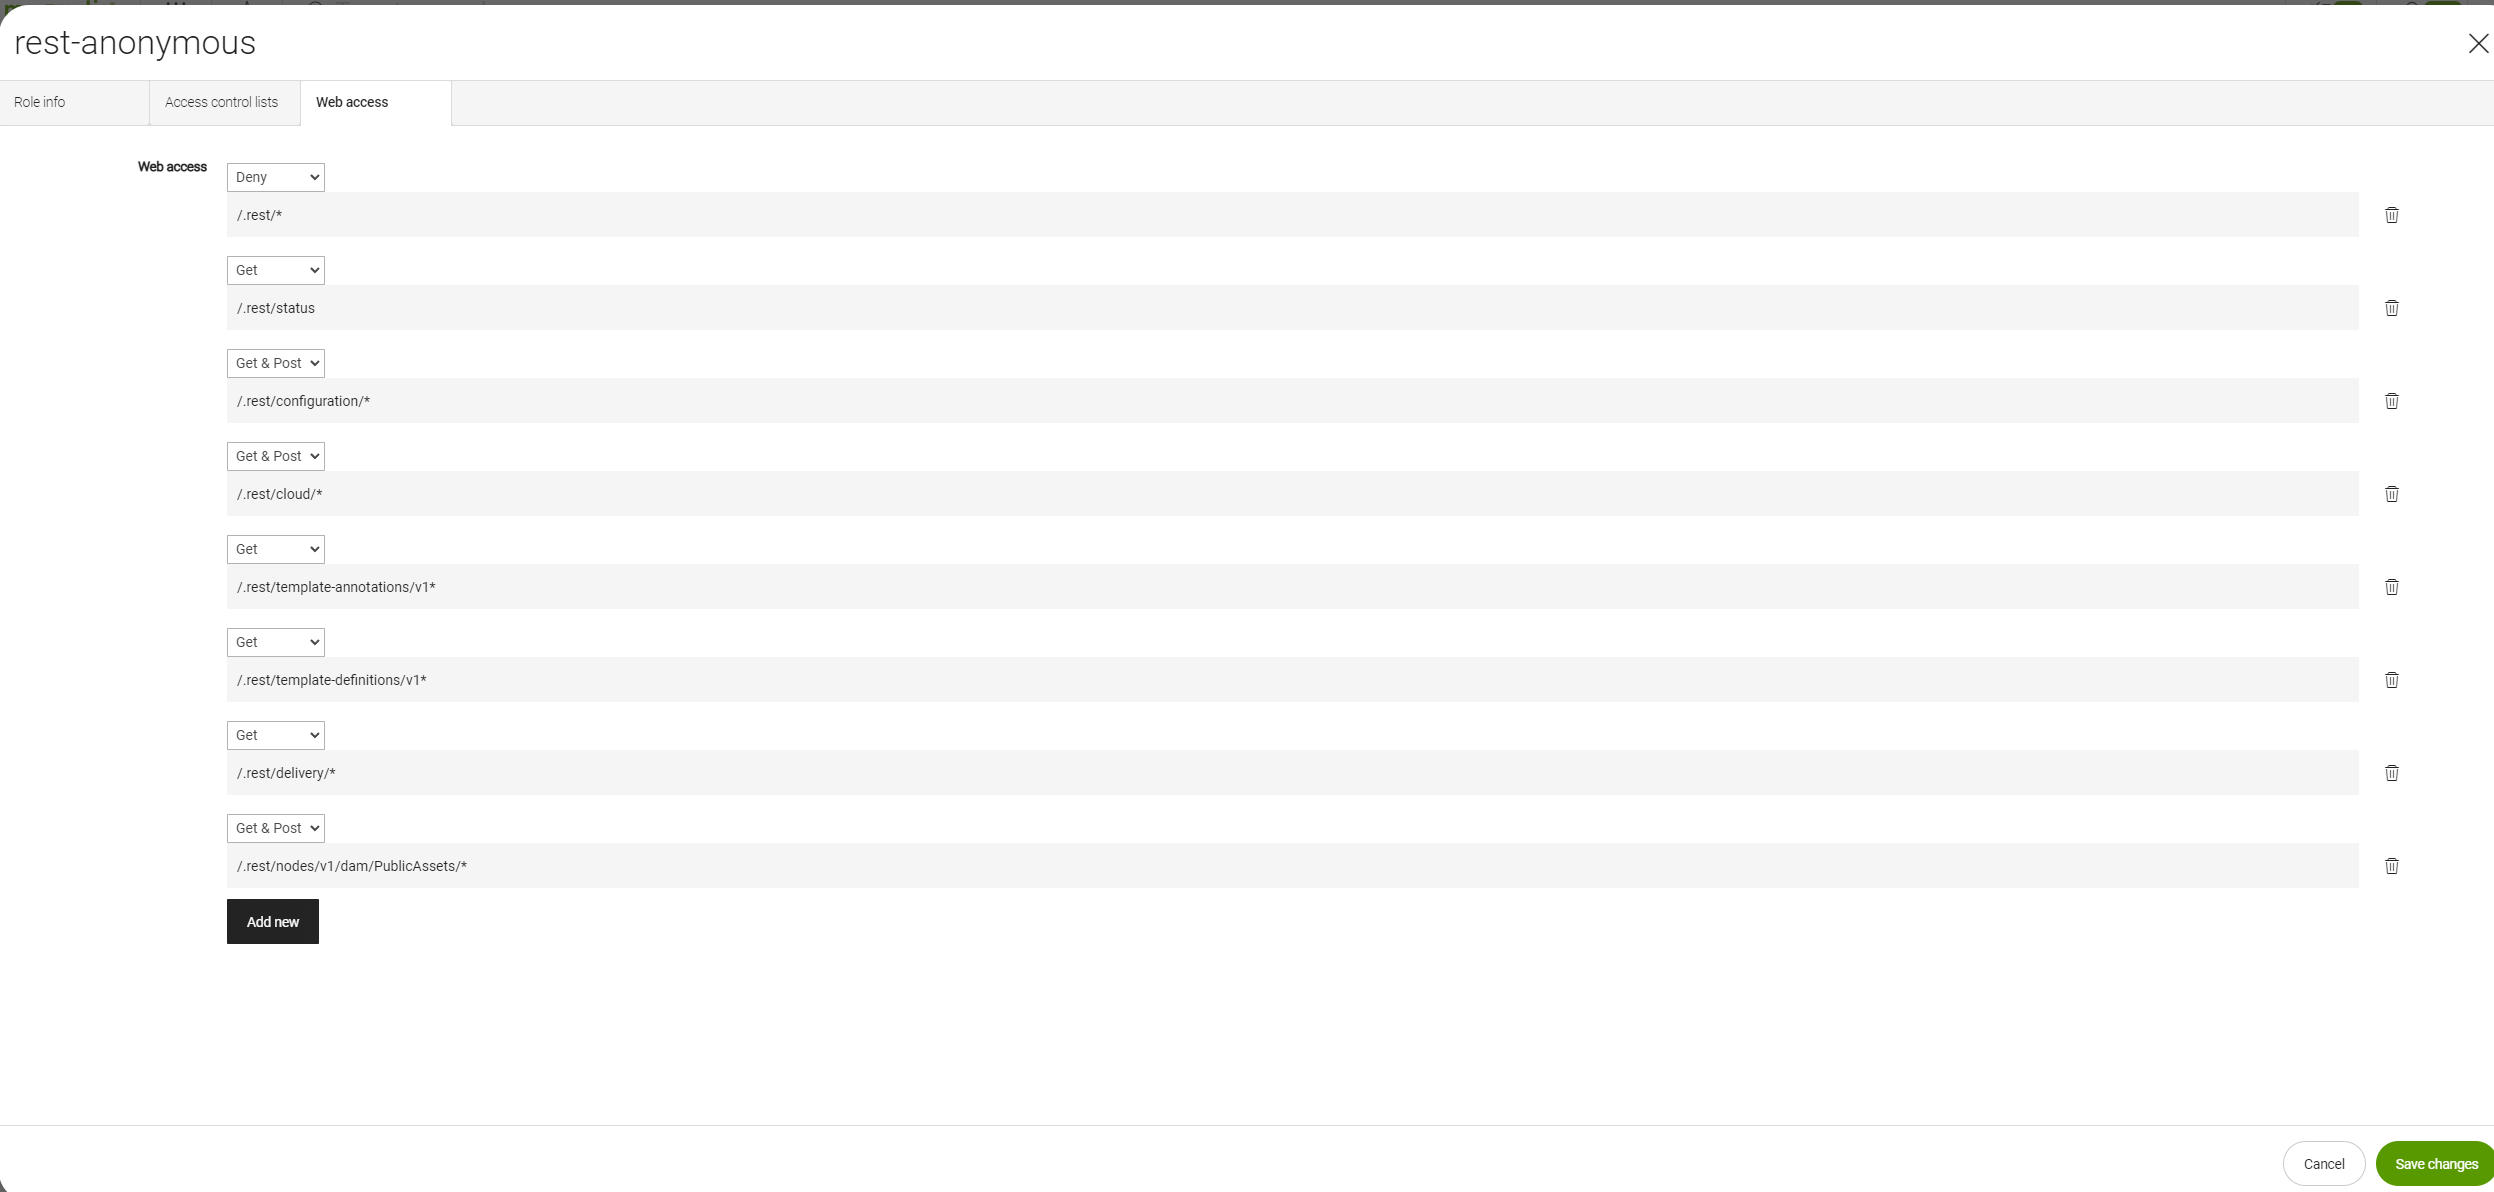 rest-anonymous
Role info
Access control lists
Web access
Web access
Deny
/.rest/*
Get
/.rest/status
Get & Post
/.rest/configuration/*
Get & Post
/.rest/cloud/*
Get
/.rest/template-annotations/v1*
Get
/.rest/template-definitions/v1*
Get
/.rest/delivery/*
Get & Post
/.rest/nodes/v1/dam/PublicAssets/*
Add new
Cancel
Save changes